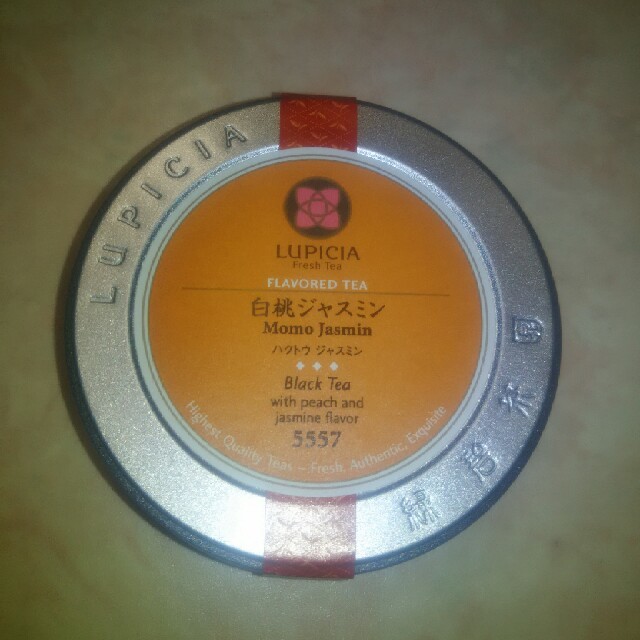 LUPICIA
LUPICIA
Fresh Tea
FLAVORED TEA
白桃ジャスミン
Momo Jasmin
ハクトウ ジャスミン
Black Tea
with peach and
jasmine flavor
5557
Highest Quality Teas – Fresh, Authentic, Exquisite